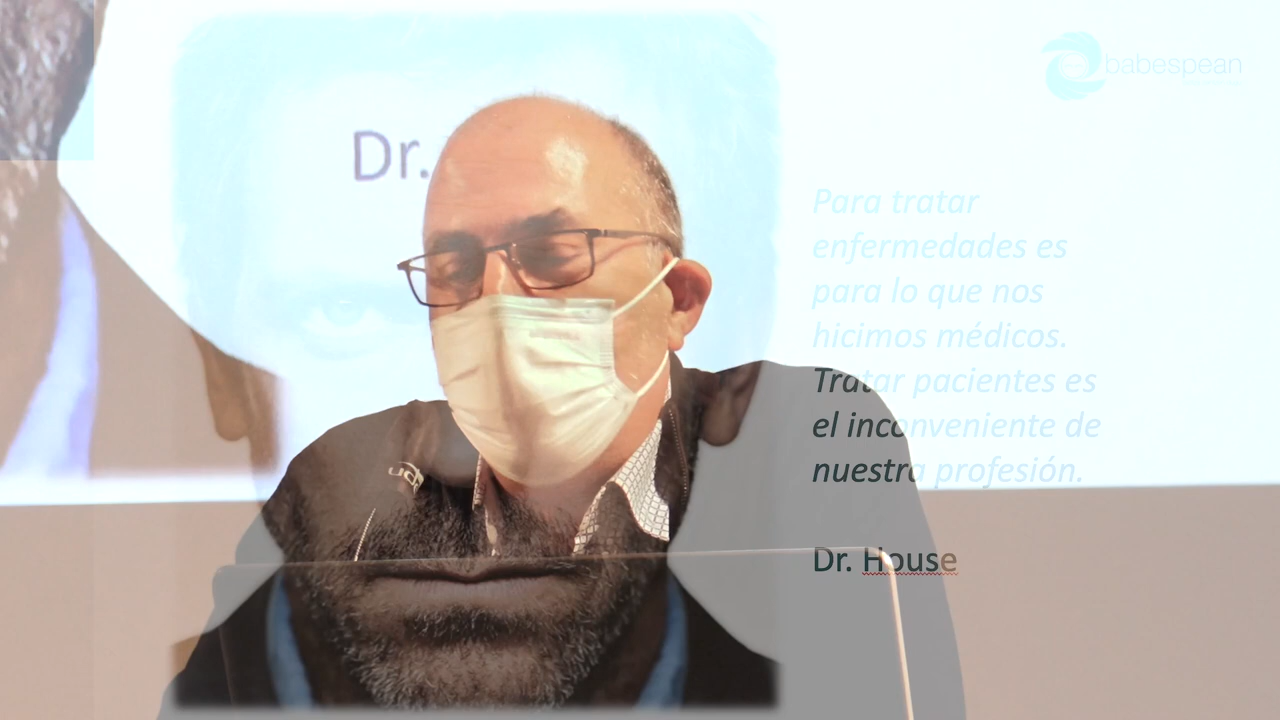 babespean
Dr.
Para tratar
enfermedades es
para lo que nos
hicimos médicos.
Tratar pacientes es
el inconveniente de
nuestra profesión.
Dr. House